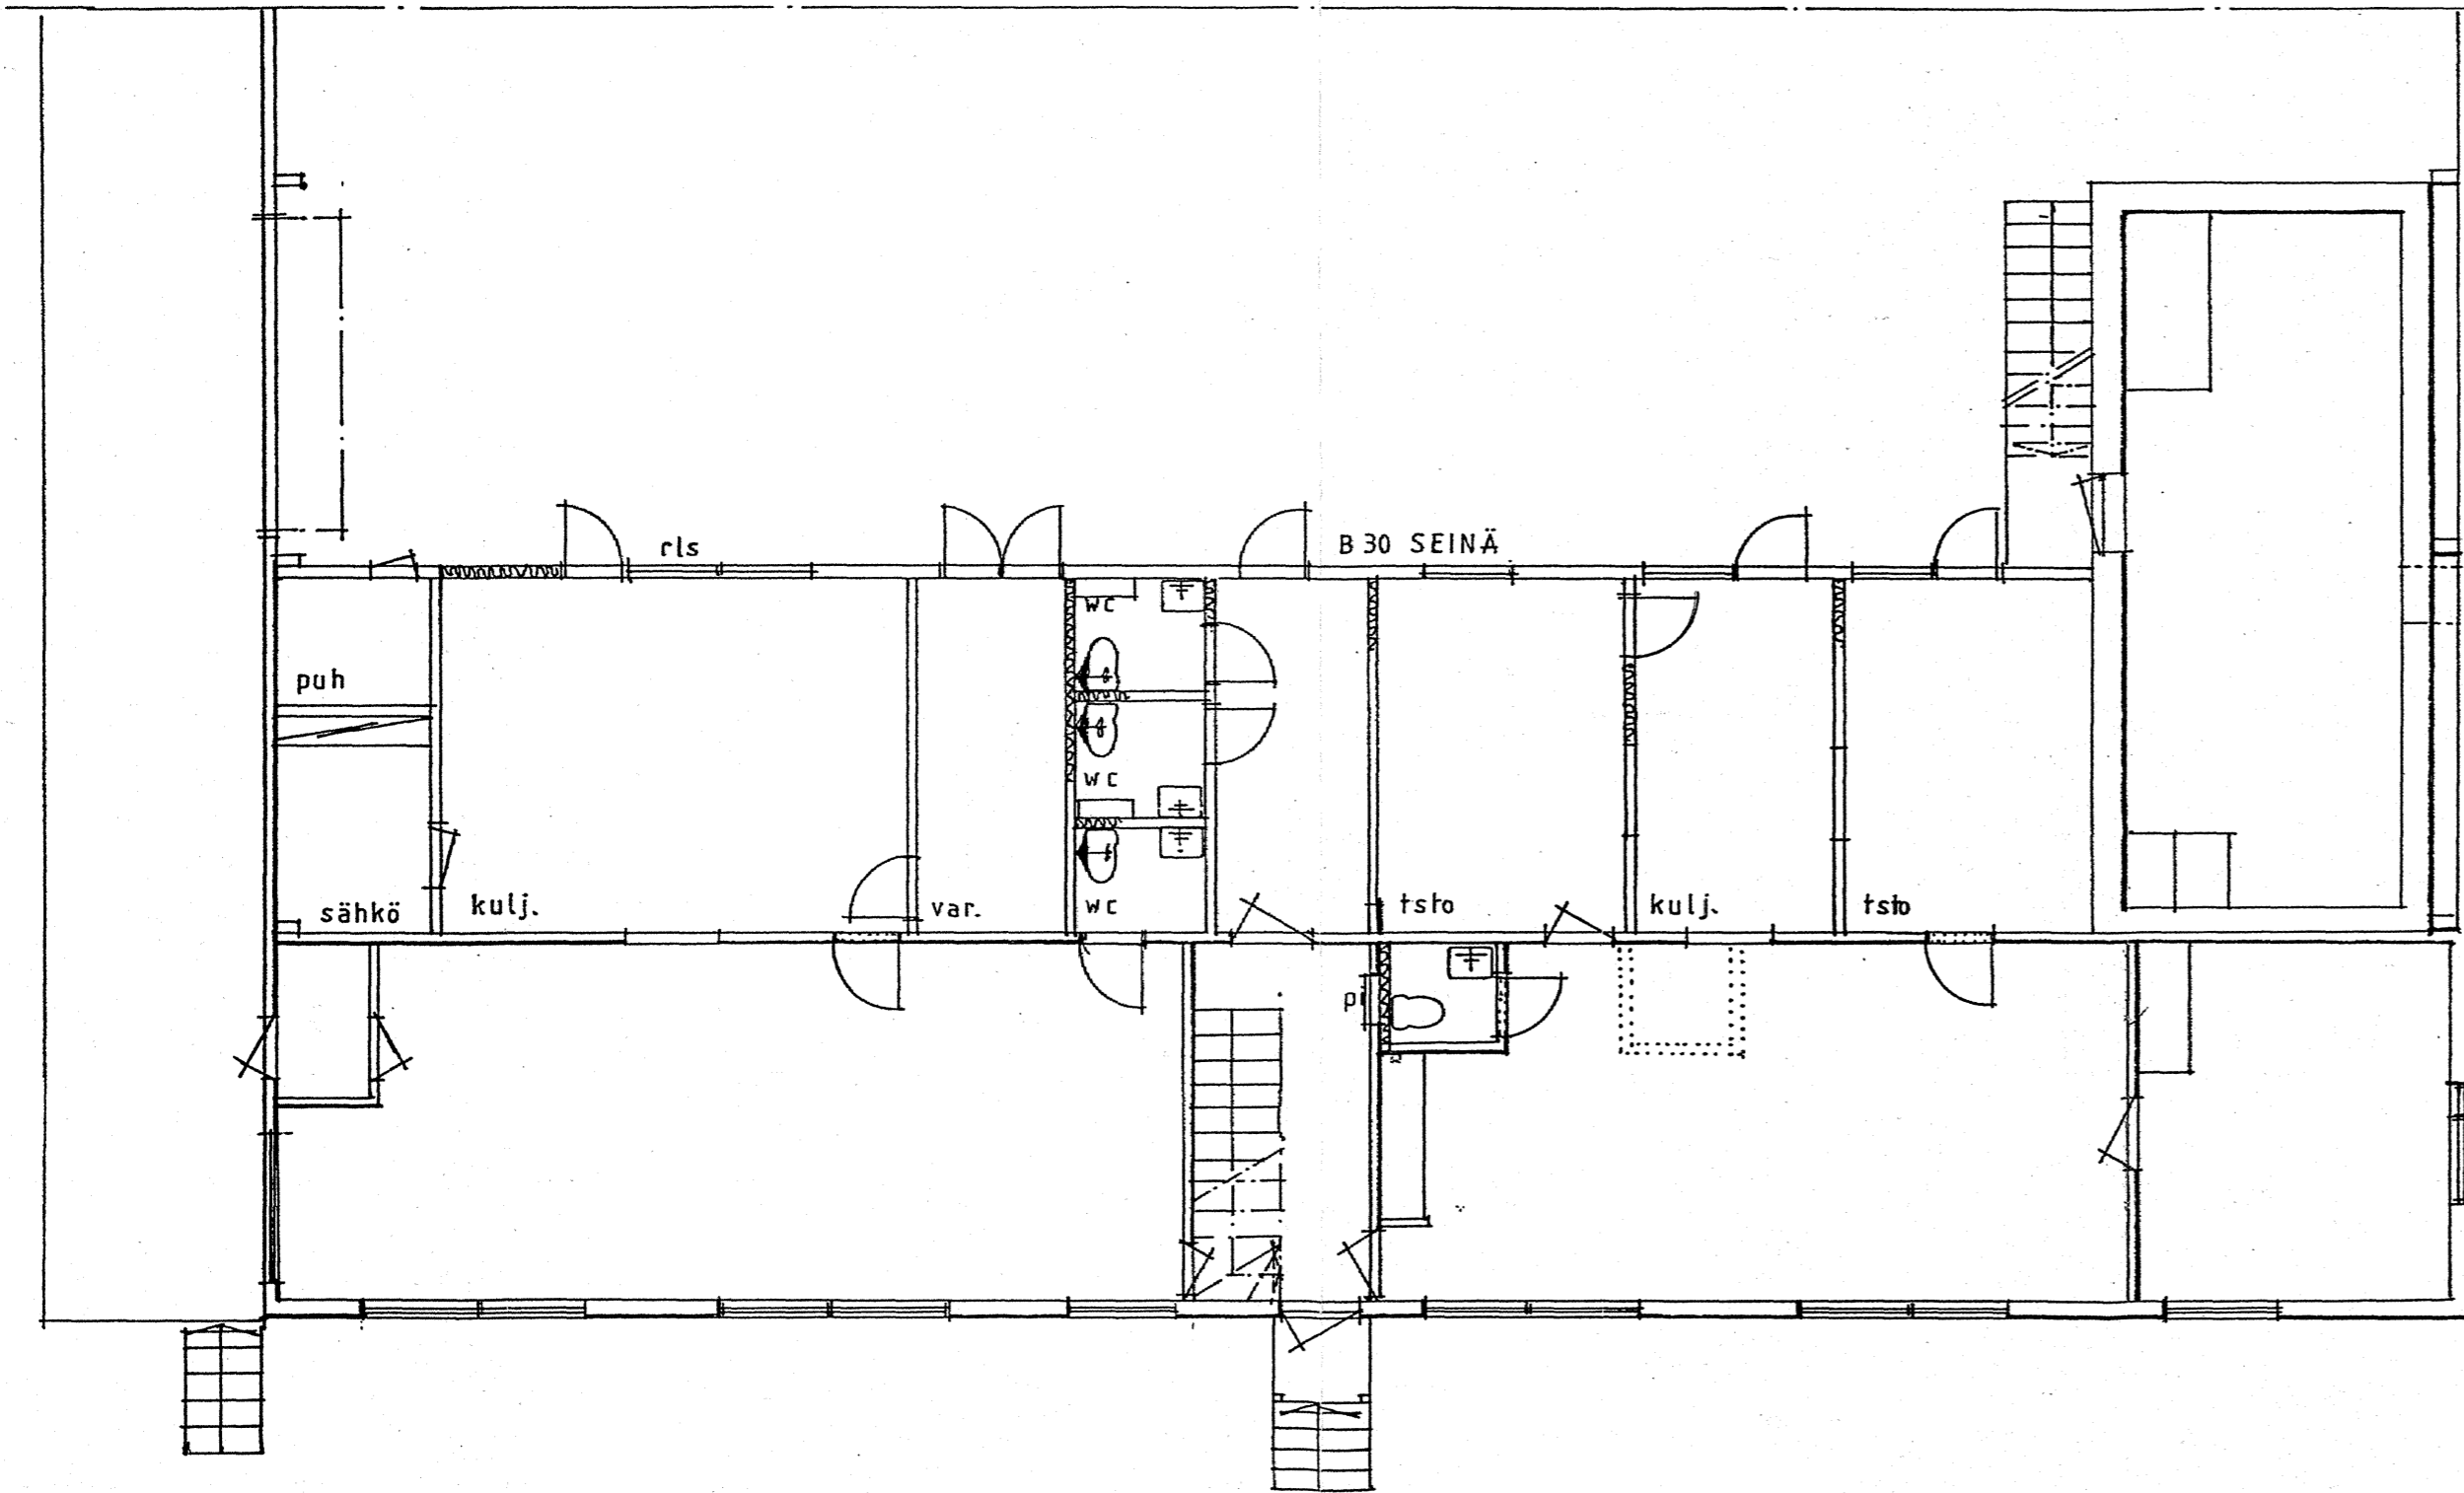 rls
B 30 SEINÄ
WC
puh
WC
sähkö
kulj.
var.
WC
tsto
kulj.
tsto